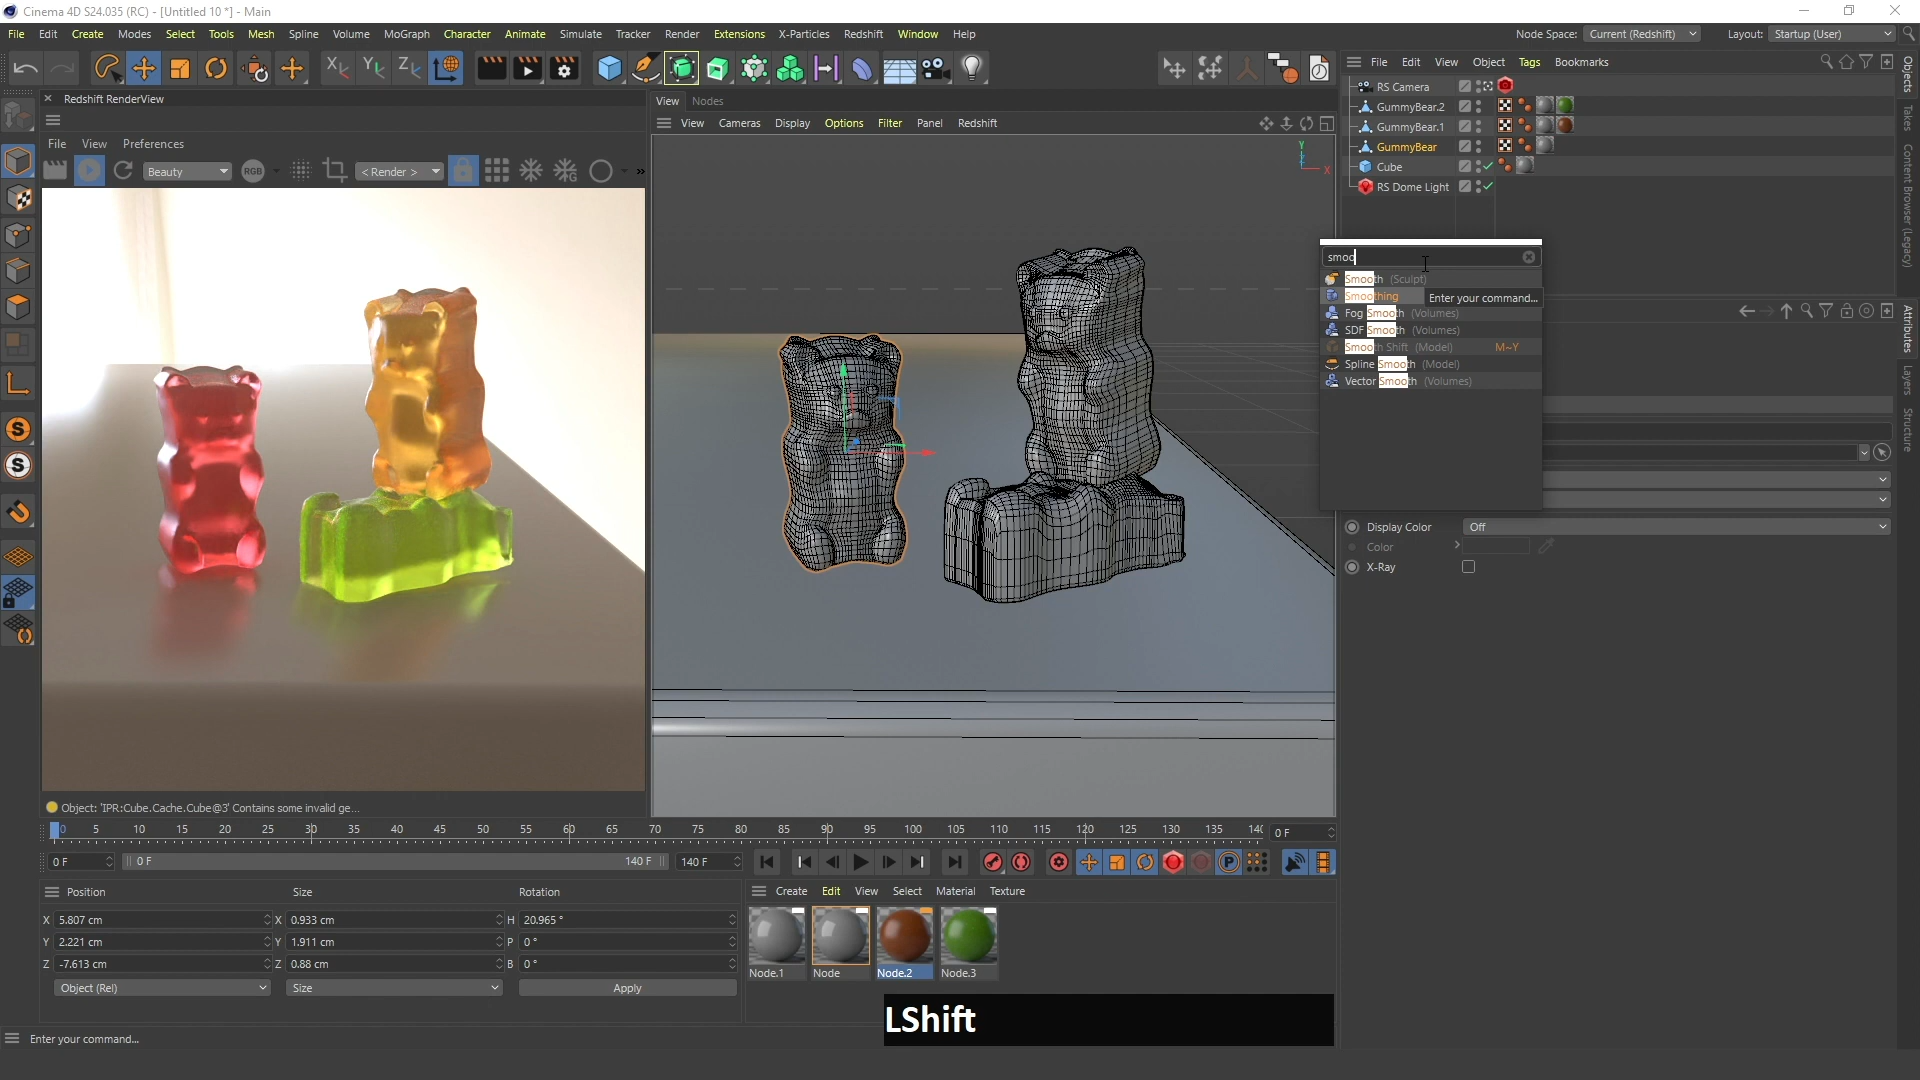 Cinema 4D S24.035 (RC) - [Untitled 10 *] - Main
File Edit Create Modes Select Tools Mesh Spline Volume MoGraph Character Animate Simulate Tracker Render Extensions X-Particles Redshift Window Help
Node Space: Current (Redshift) Layout: Startup (User)
X Y Z
Redshift RenderView
File View Preferences
Beauty RGB < Render > »
View Nodes
View Cameras Display Options Filter Panel Redshift
Y Z X
File Edit View Object Tags Bookmarks
RS Camera
GummyBear.2
GummyBear.1
GummyBear
Cube
RS Dome Light
Objects
Takes
Content Browser (Legacy)
Attributes
Layers
Structure
smoo
Smooth (Sculpt)
Smoothing
Enter your command...
Fog Smooth (Volumes)
SDF Smooth (Volumes)
Smooth Shift (Model) M~Y
Spline Smooth (Model)
Vector Smooth (Volumes)
Display Color Off
Color
X-Ray
S
S
Object: 'IPR:Cube.Cache.Cube@3' Contains some invalid ge...
0 5 10 15 20 25 30 35 40 45 50 55 60 65 70 75 80 85 90 95 100 105 110 115 120 125 130 135 0 F
0 F 0 F 140 F 140 F P
Position Size Rotation
X 5.807 cm X 0.933 cm H 20.965 °
Y 2.221 cm Y 1.911 cm P 0 °
Z -7.613 cm Z 0.88 cm B 0 °
Object (Rel) Size Apply
Create Edit View Select Material Texture
Node.1 Node Node.2 Node.3
LShift
Enter your command...